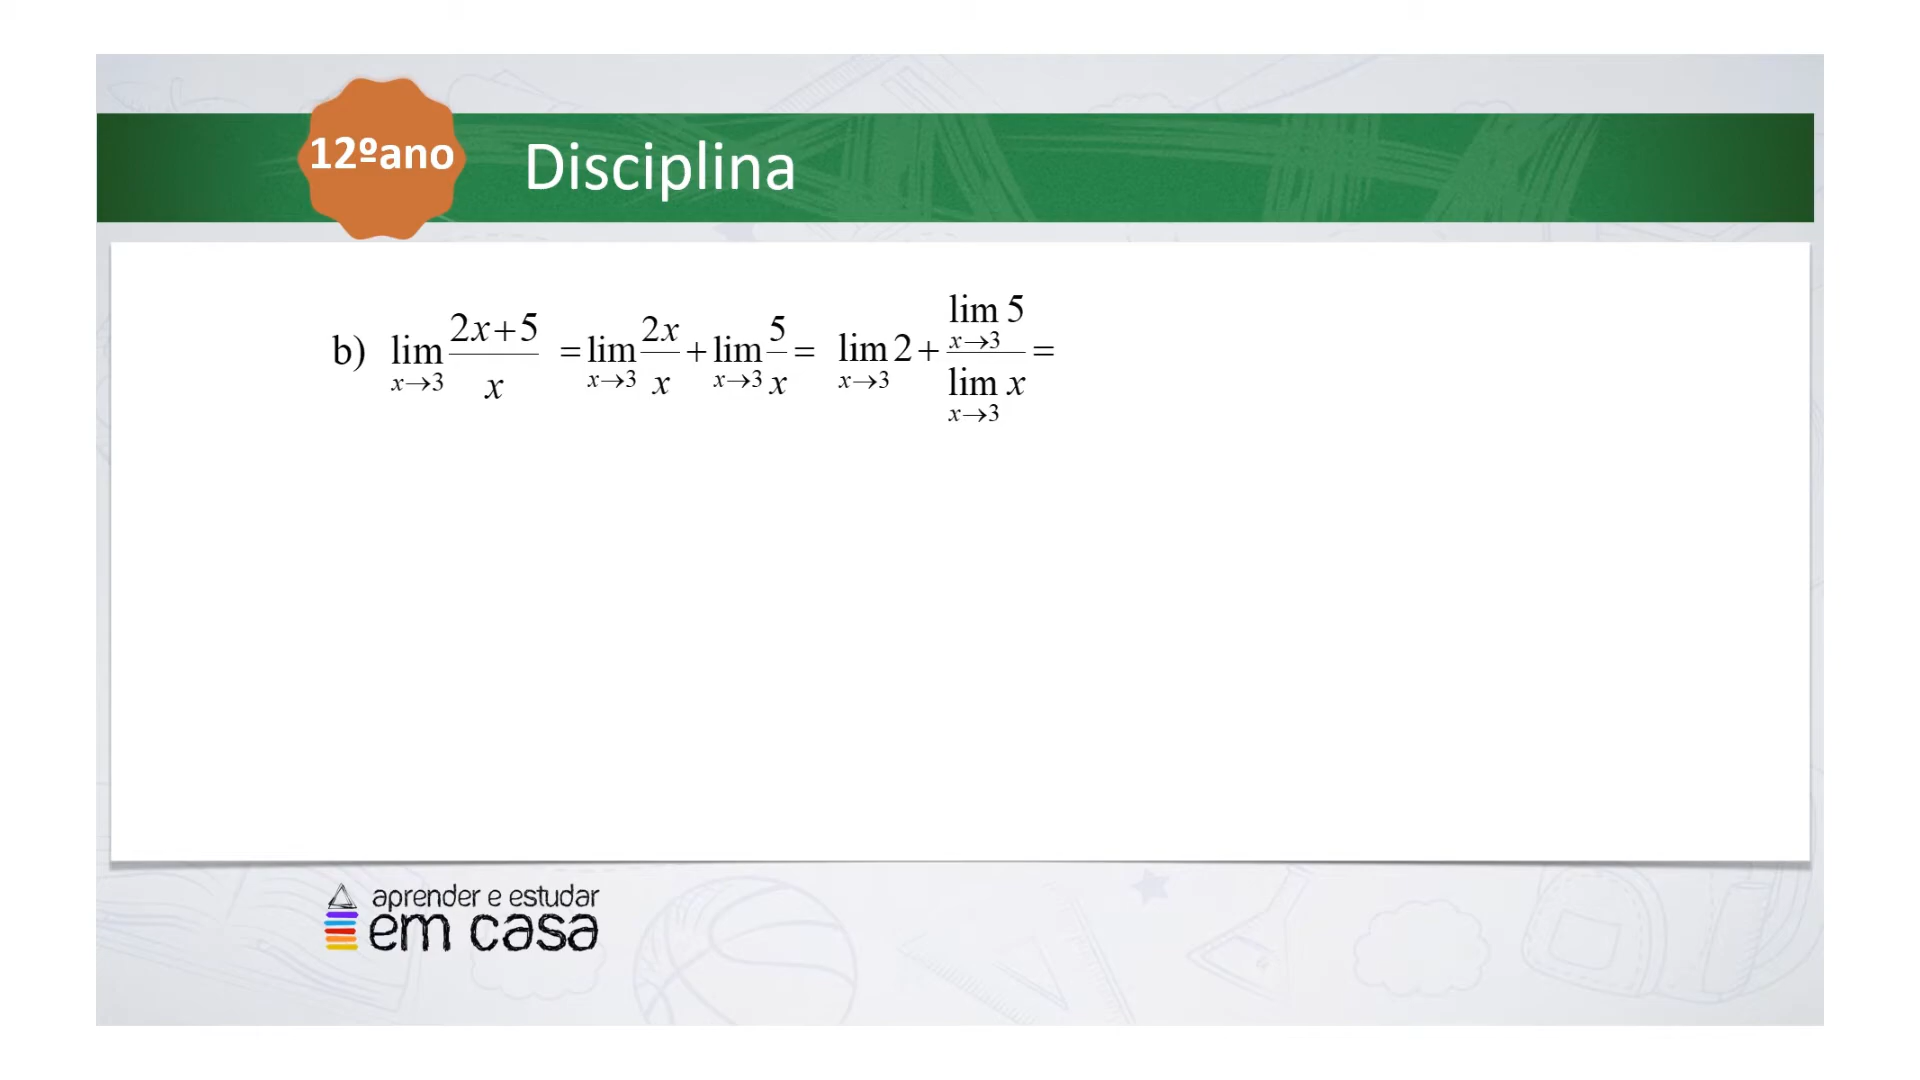 12ºano
Disciplina
b) lim x→3 (2x+5)/x = lim x→3 2x/x + lim x→3 5/x = lim x→3 2 + (lim x→3 5)/(lim x→3 x) =
aprender e estudar
em casa